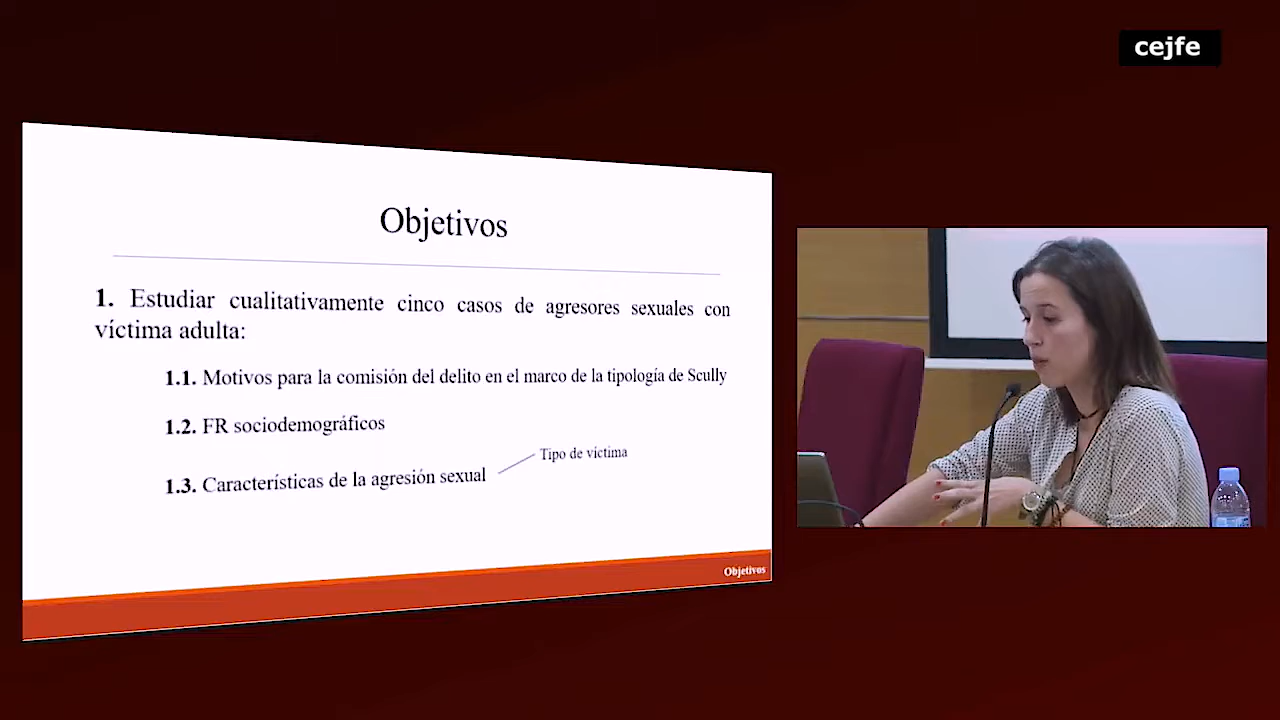 cejfe
Objetivos
1. Estudiar cualitativamente cinco casos de agresores sexuales con
víctima adulta:
1.1. Motivos para la comisión del delito en el marco de la tipología de Scully
1.2. FR sociodemográficos
1.3. Características de la agresión sexual
Tipo de víctima
Objetivos